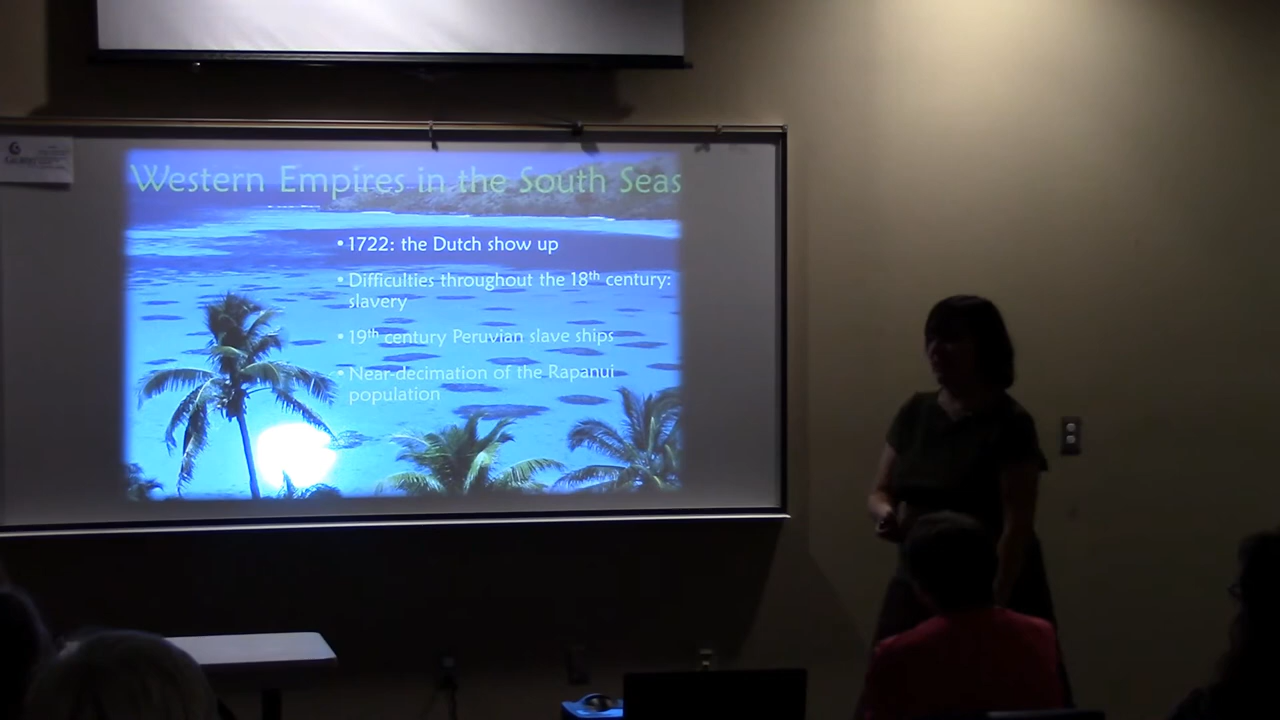 Western Empires in the South Seas
• 1722: the Dutch show up
• Difficulties throughout the 18th century:
slavery
• 19th century Peruvian slave ships
• Near-decimation of the Rapanui
population